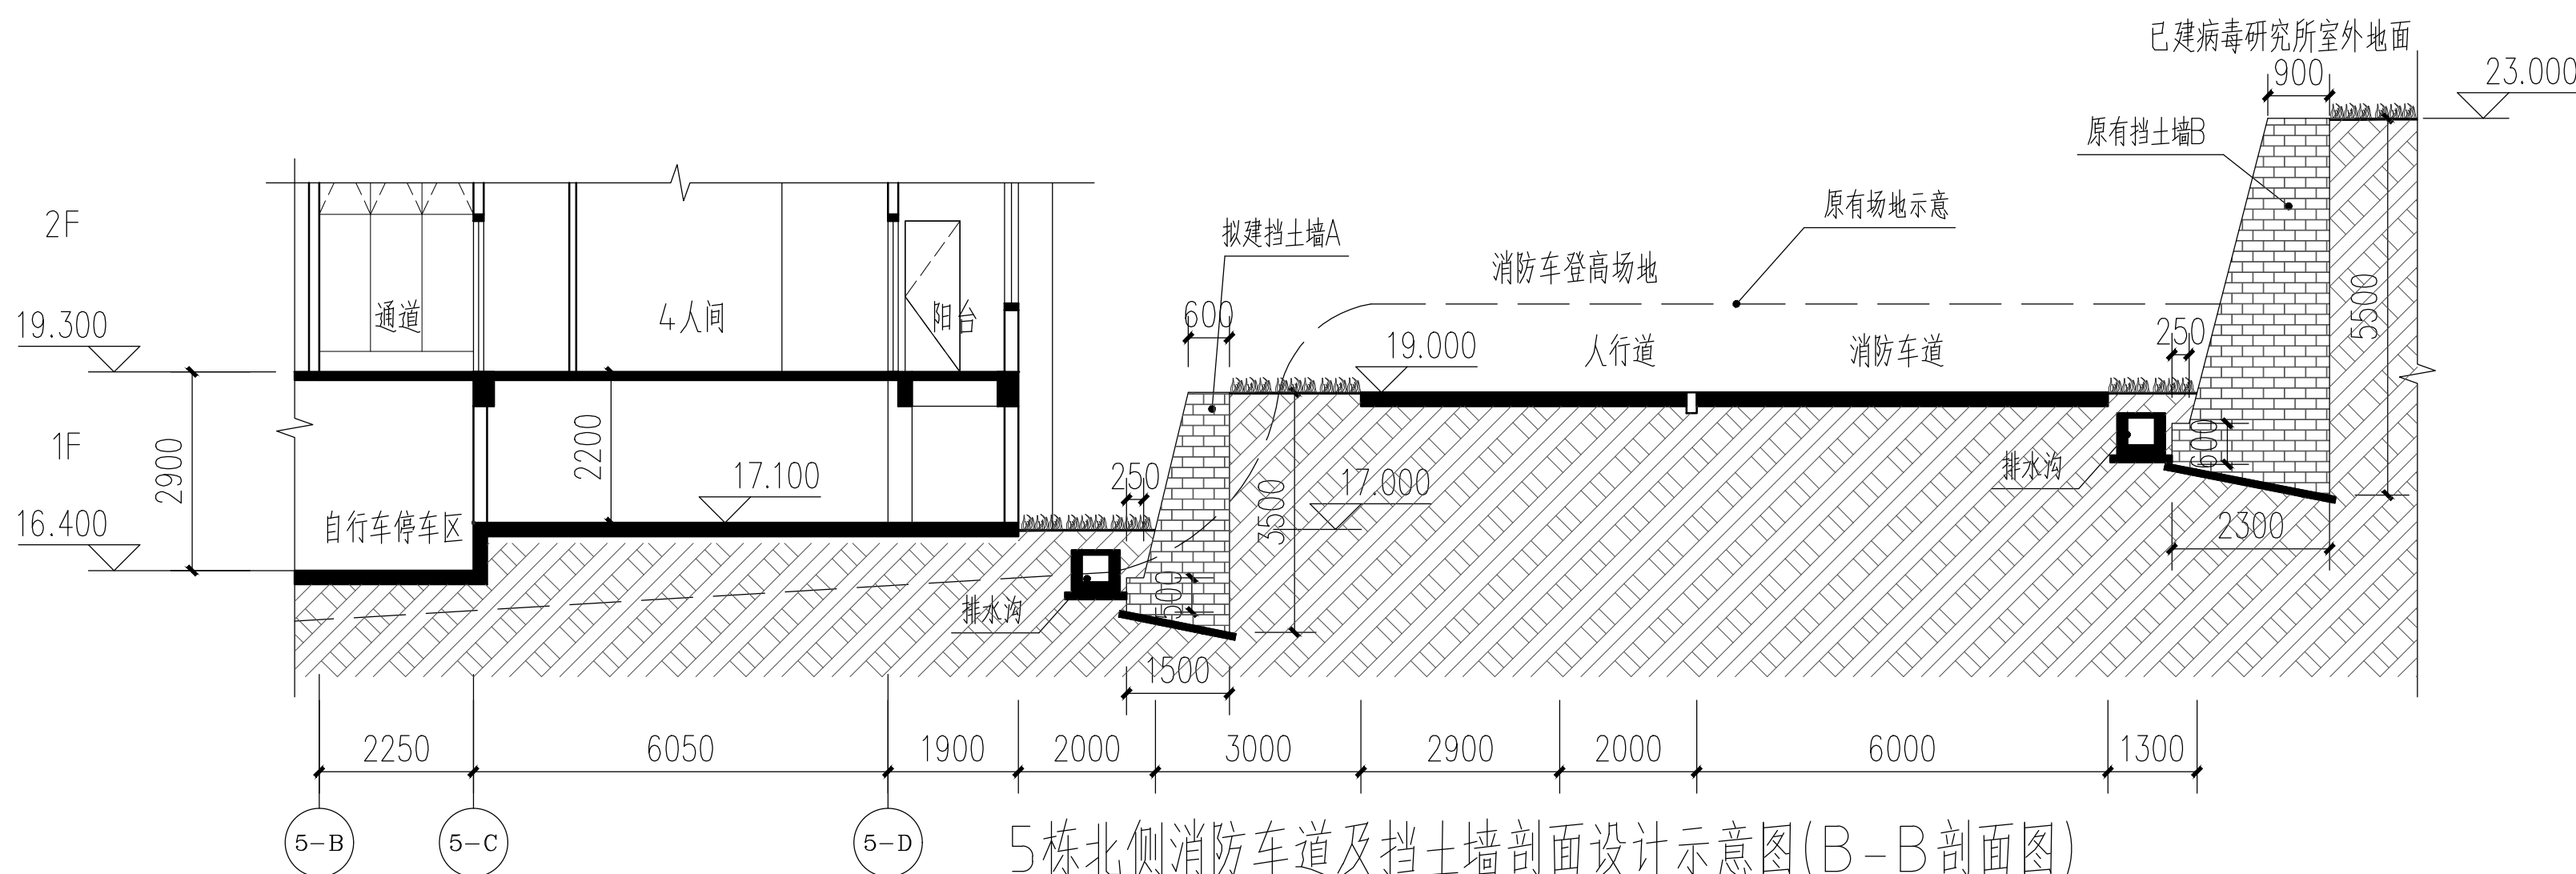 已建病毒研究所室外地面
900
23.000
原有挡土墙B
原有场地示意
2F
拟建挡土墙A
消防车登高场地
通道
4人间
阳台
600
5500
19.300
19.000
人行道
消防车道
250
1F
2900
2200
17.100
250
3500
17.000
排水沟
600
16.400
自行车停车区
2300
排水沟
500
1500
2250
6050
1900
2000
3000
2900
2000
6000
1300
5-B
5-C
5-D
5栋北侧消防车道及挡土墙剖面设计示意图(B-B剖面图)